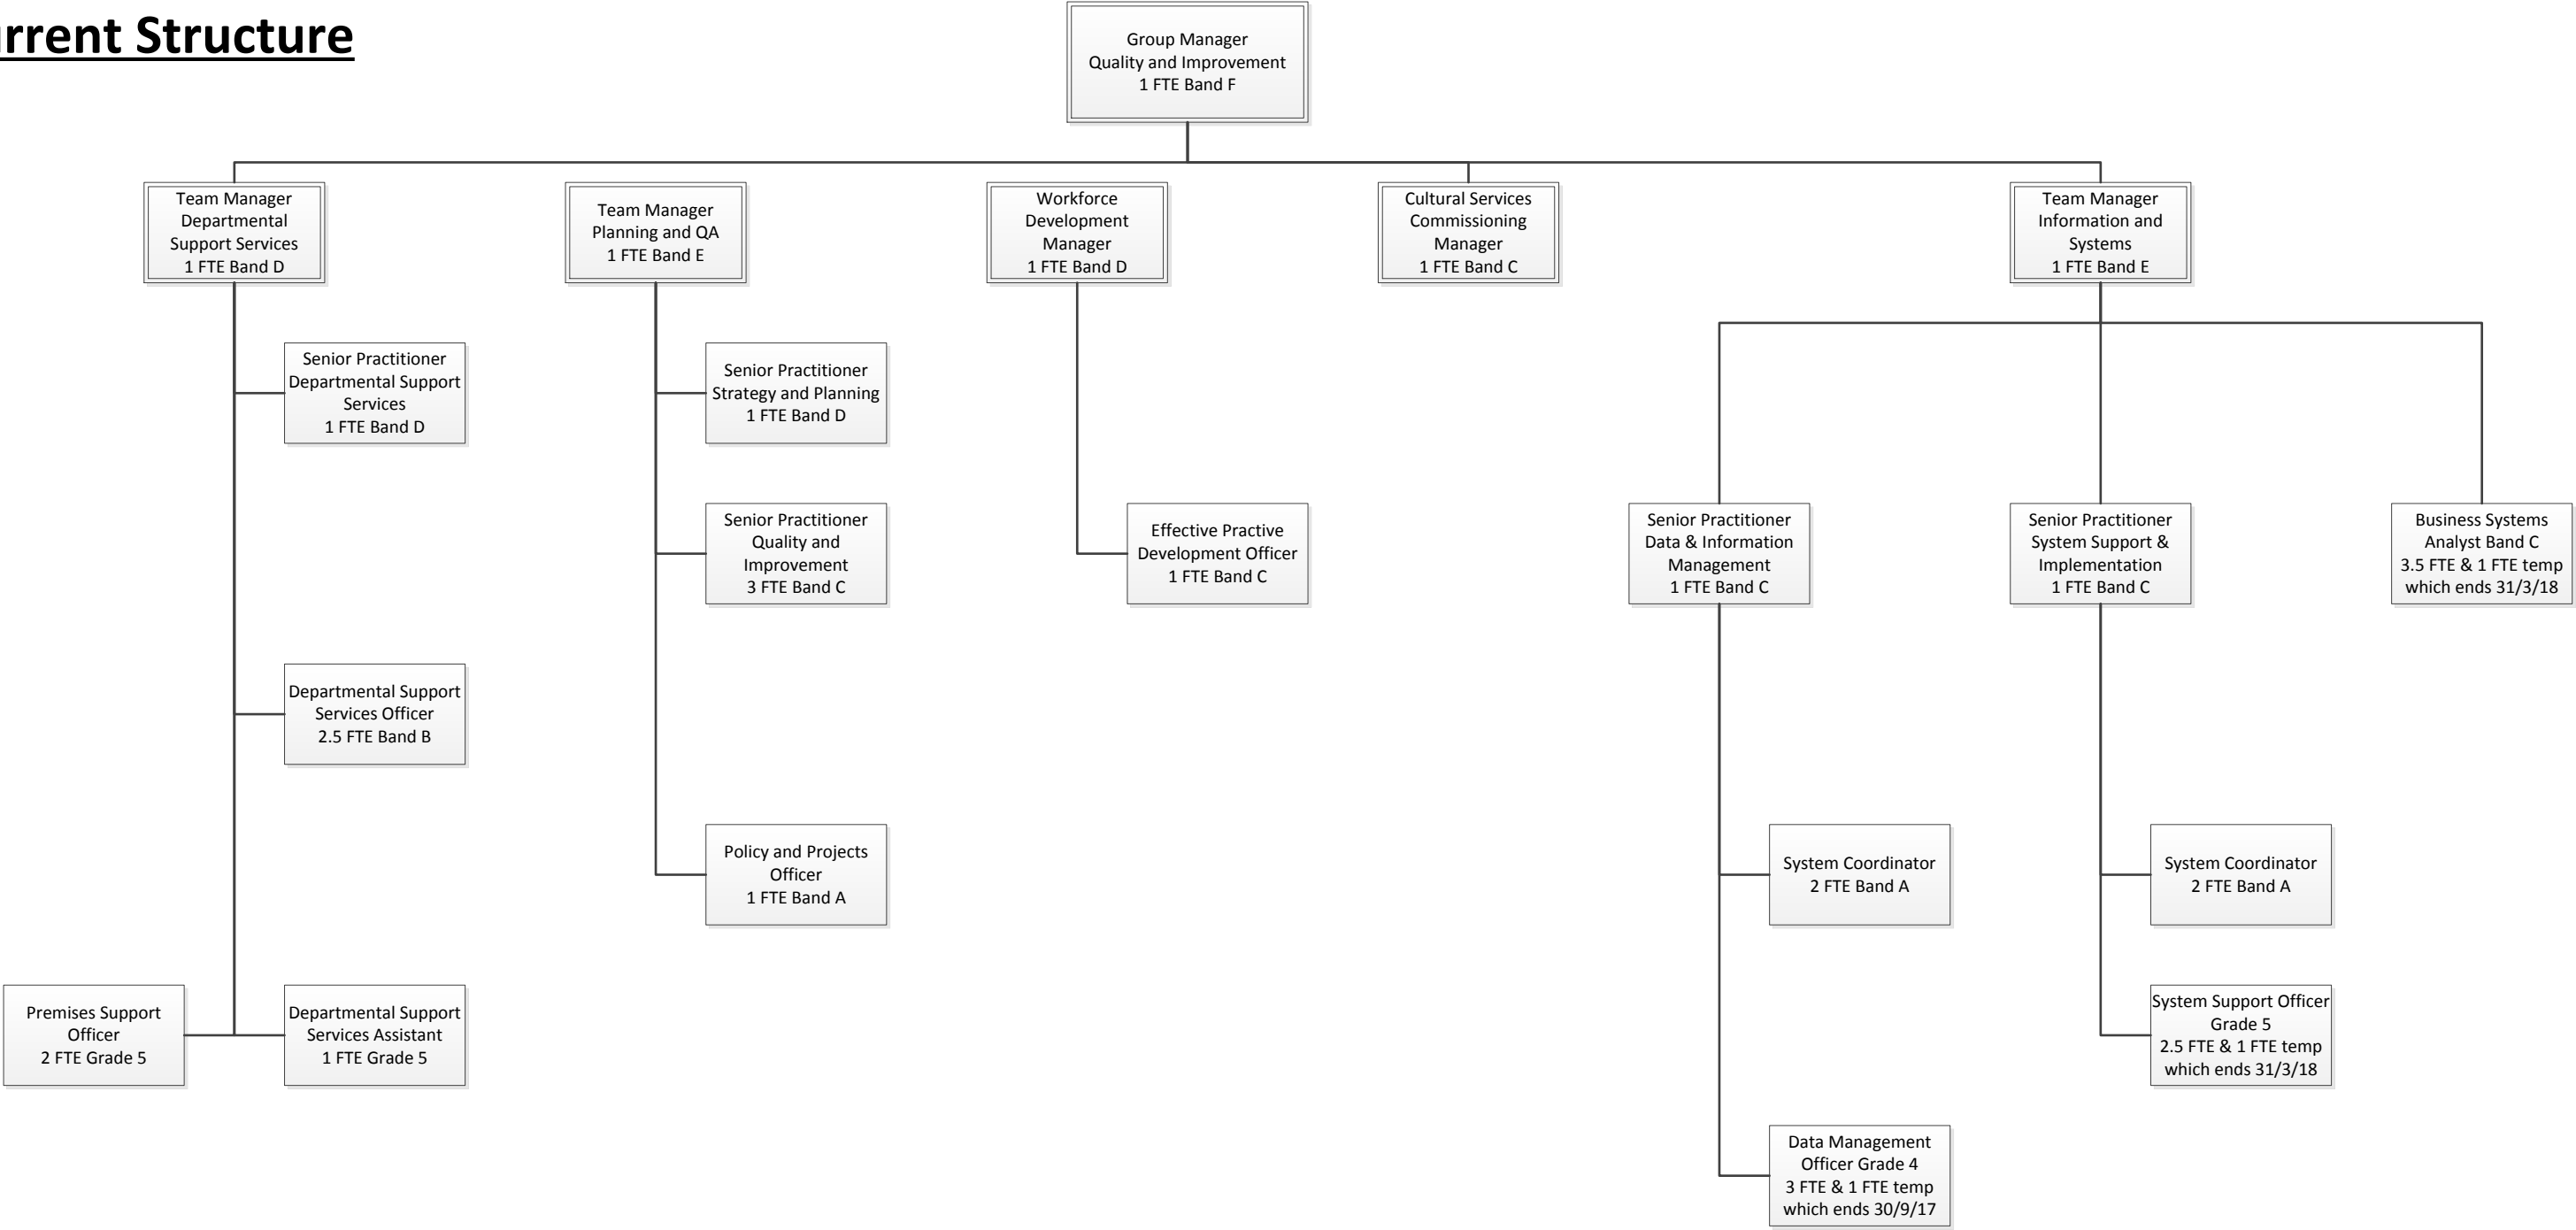 urrent Structure
Group Manager
Quality and Improvement
1 FTE Band F
Team Manager
Departmental
Support Services
1 FTE Band D
Team Manager
Planning and QA
1 FTE Band E
Workforce
Development
Manager
1 FTE Band D
Cultural Services
Commissioning
Manager
1 FTE Band C
Team Manager
Information and
Systems
1 FTE Band E
Senior Practitioner
Departmental Support
Services
1 FTE Band D
Senior Practitioner
Strategy and Planning
1 FTE Band D
Senior Practitioner
Quality and
Improvement
3 FTE Band C
Effective Practive
Development Officer
1 FTE Band C
Senior Practitioner
Data & Information
Management
1 FTE Band C
Senior Practitioner
System Support &
Implementation
1 FTE Band C
Business Systems
Analyst Band C
3.5 FTE & 1 FTE temp
which ends 31/3/18
Departmental Support
Services Officer
2.5 FTE Band B
Policy and Projects
Officer
1 FTE Band A
System Coordinator
2 FTE Band A
System Coordinator
2 FTE Band A
Premises Support
Officer
2 FTE Grade 5
Departmental Support
Services Assistant
1 FTE Grade 5
System Support Officer
Grade 5
2.5 FTE & 1 FTE temp
which ends 31/3/18
Data Management
Officer Grade 4
3 FTE & 1 FTE temp
which ends 30/9/17